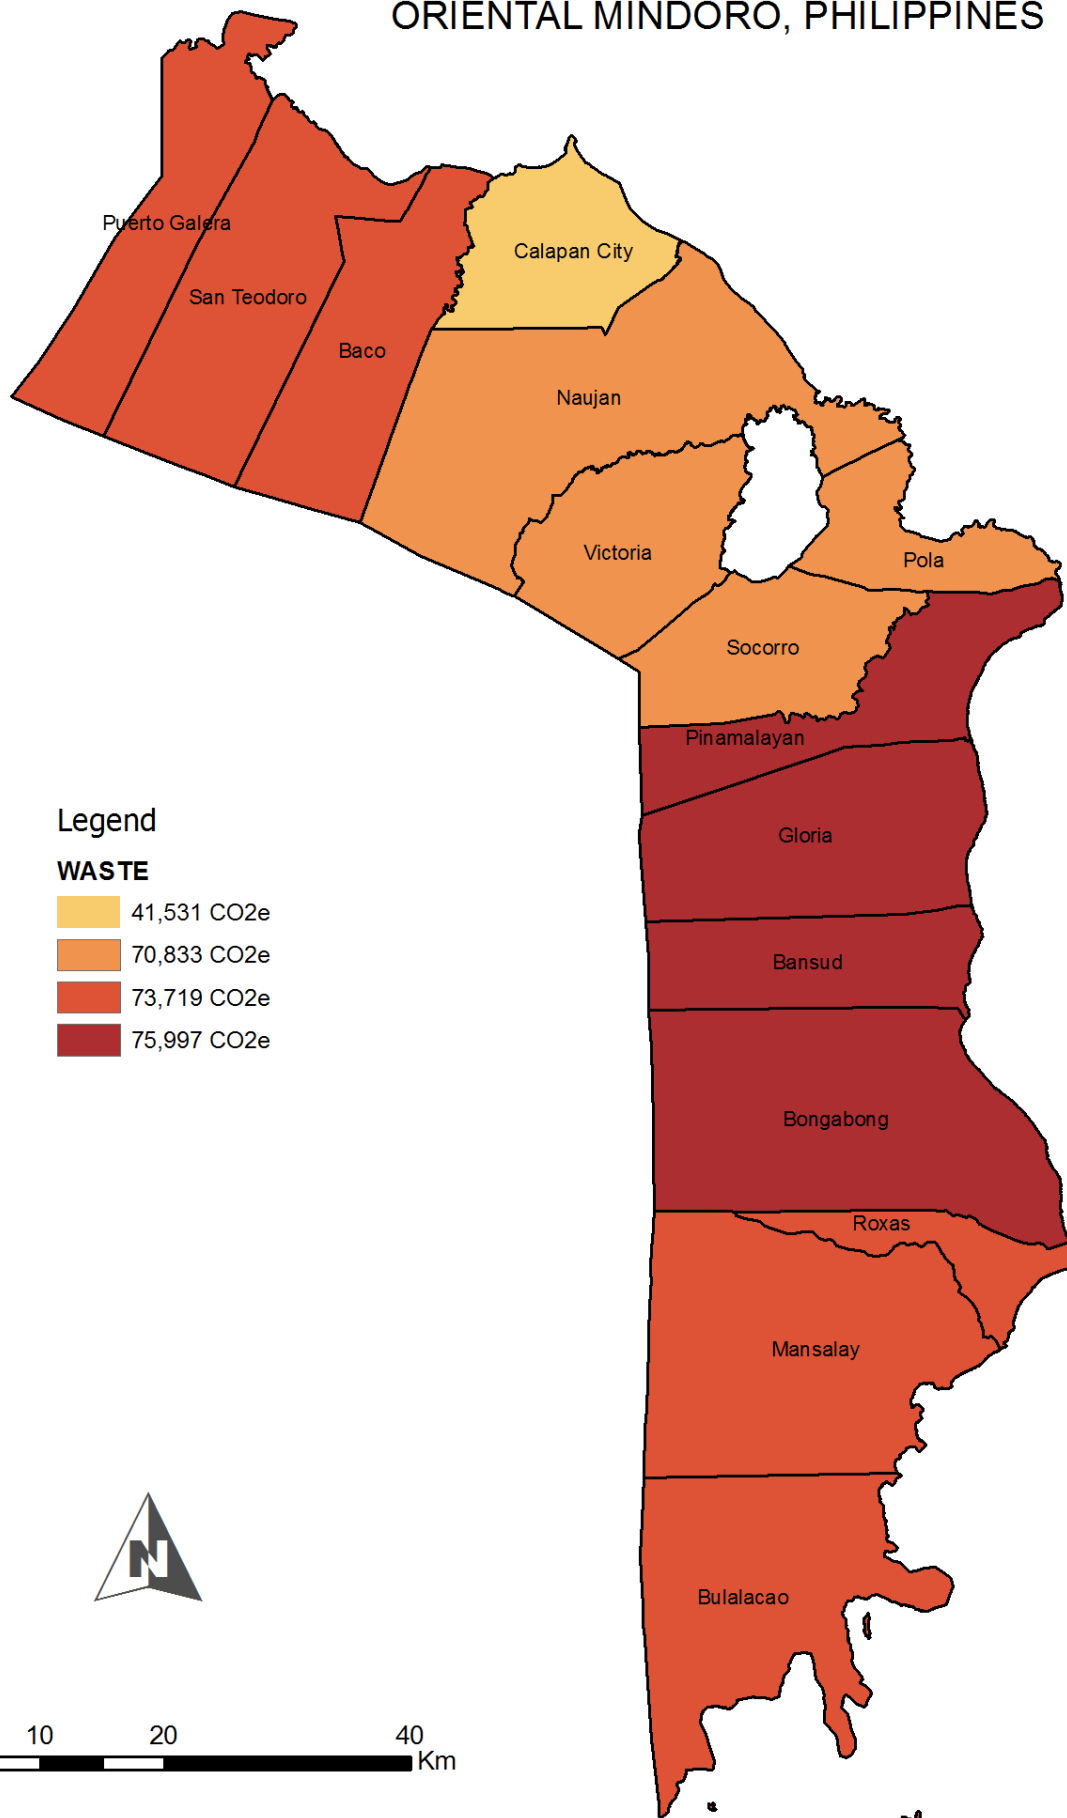 ORIENTAL MINDORO, PHILIPPINES
Puerto Galera
Calapan City
San Teodoro
Baco
Naujan
Victoria
Pola
Socorro
Pinamalayan
Gloria
Bansud
Bongabong
Roxas
Mansalay
Bulalacao
Legend
WASTE
41,531 CO2e
70,833 CO2e
73,719 CO2e
75,997 CO2e
N
10 20 40
Km